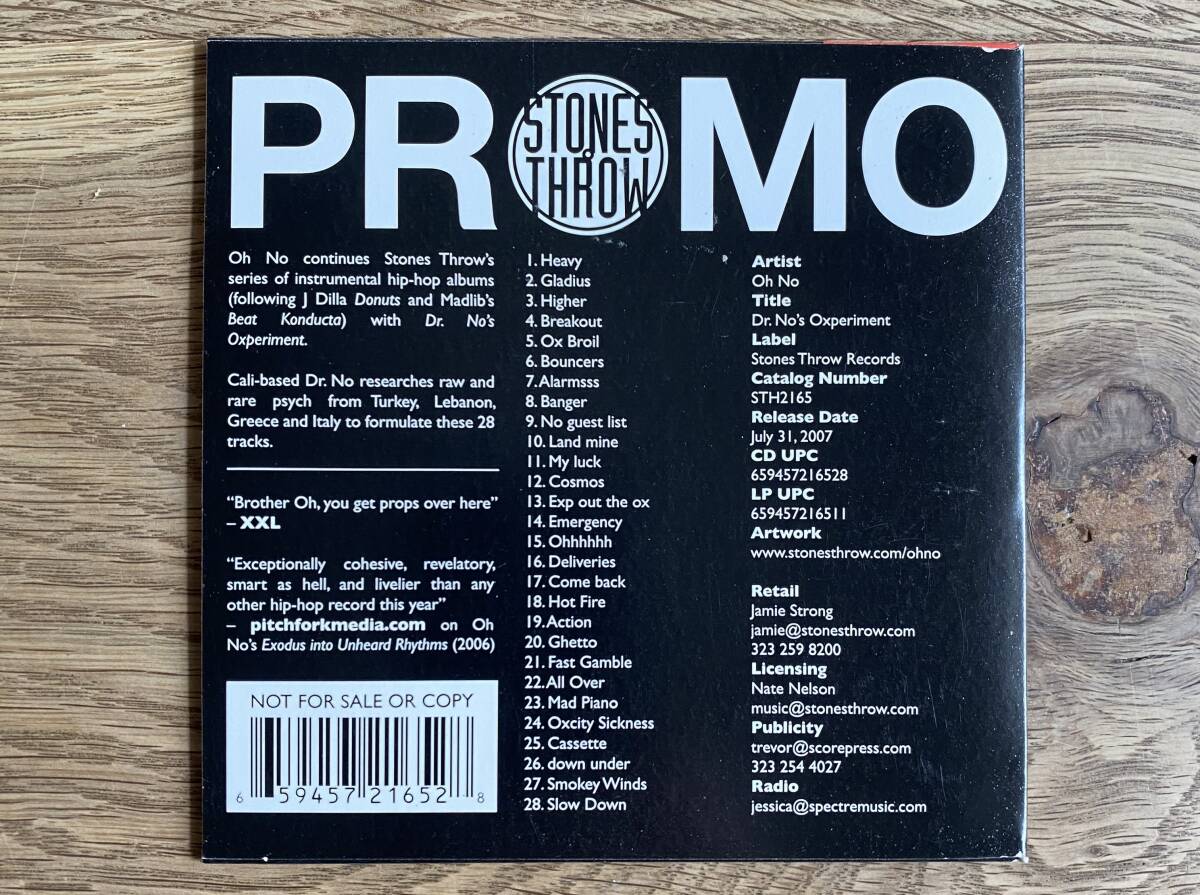 PROMO
STONES
THROW
Oh No continues Stones Throw's
series of instrumental hip-hop albums
(following J Dilla Donuts and Madlib's
Beat Konducta) with Dr. No's
Oxperiment.
Cali-based Dr. No researches raw and
rare psych from Turkey, Lebanon,
Greece and Italy to formulate these 28
tracks.
“Brother Oh, you get props over here”
– XXL
“Exceptionally cohesive, revelatory,
smart as hell, and livelier than any
other hip-hop record this year”
– pitchforkmedia.com on Oh
No's Exodus into Unheard Rhythms (2006)
NOT FOR SALE OR COPY
6 59457 21652 8
1. Heavy
2. Gladius
3. Higher
4. Breakout
5. Ox Broil
6. Bouncers
7. Alarmsss
8. Banger
9. No guest list
10. Land mine
11. My luck
12. Cosmos
13. Exp out the ox
14. Emergency
15. Ohhhhhh
16. Deliveries
17. Come back
18. Hot Fire
19. Action
20. Ghetto
21. Fast Gamble
22. All Over
23. Mad Piano
24. Oxcity Sickness
25. Cassette
26. down under
27. Smokey Winds
28. Slow Down
Artist
Oh No
Title
Dr. No's Oxperiment
Label
Stones Throw Records
Catalog Number
STH2165
Release Date
July 31, 2007
CD UPC
659457216528
LP UPC
659457216511
Artwork
www.stonesthrow.com/ohno
Retail
Jamie Strong
jamie@stonesthrow.com
323 259 8200
Licensing
Nate Nelson
music@stonesthrow.com
Publicity
trevor@scorepress.com
323 254 4027
Radio
jessica@spectremusic.com